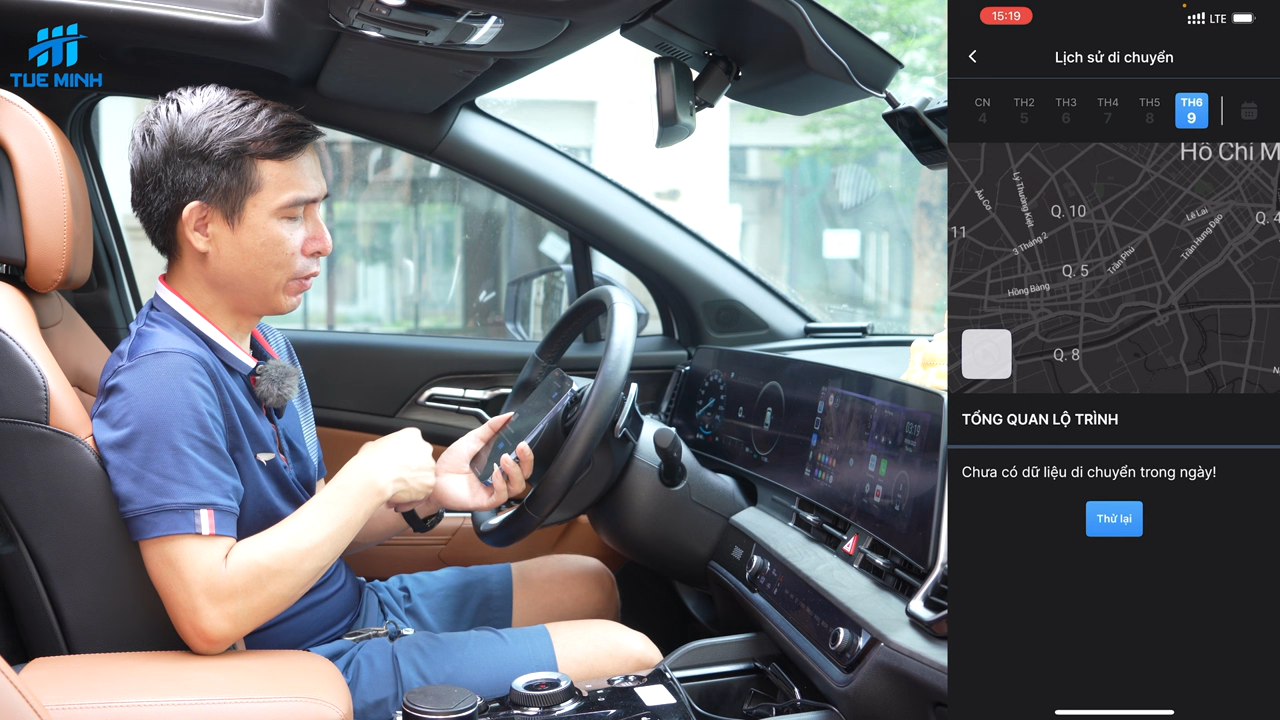 TUE MINH
15:19
LTE
Lịch sử di chuyển
CN TH2 TH3 TH4 TH5 TH6
4 5 6 7 8 9
Hồ Chí M
Âu Cơ
Lý Thường Kiệt
Q. 10
Lê Lai
Q. 4
11
3 Tháng 2
Trần Phú
Trần Hưng Đạo
Q. 5
Hồng Bàng
Q. 8
N
TỔNG QUAN LỘ TRÌNH
Chưa có dữ liệu di chuyển trong ngày!
Thử lại
03:19